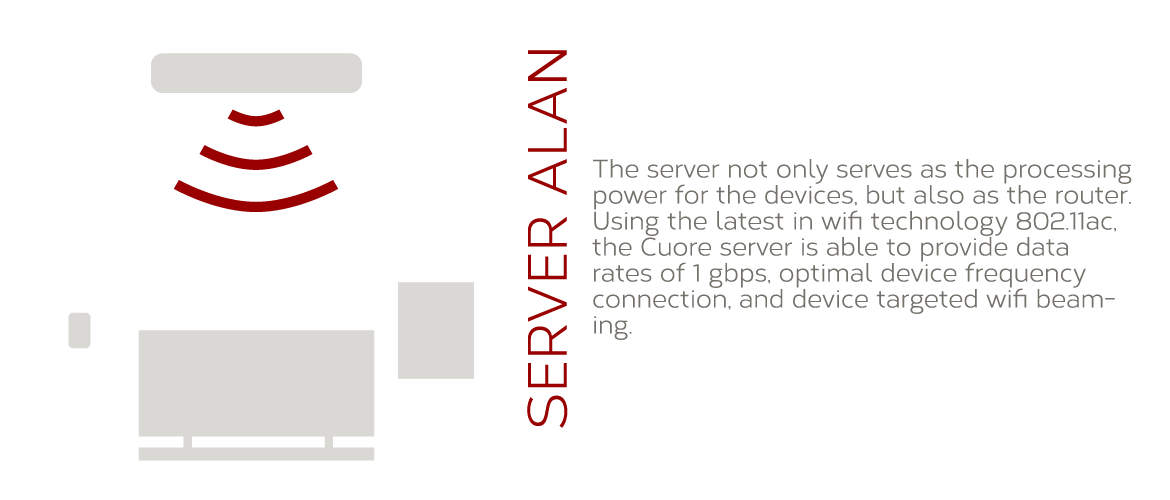 SERVER ALAN
The server not only serves as the processing
power for the devices, but also as the router.
Using the latest in wifi technology 802.11ac,
the Cuore server is able to provide data
rates of 1 gbps, optimal device frequency
connection, and device targeted wifi beam-
ing.